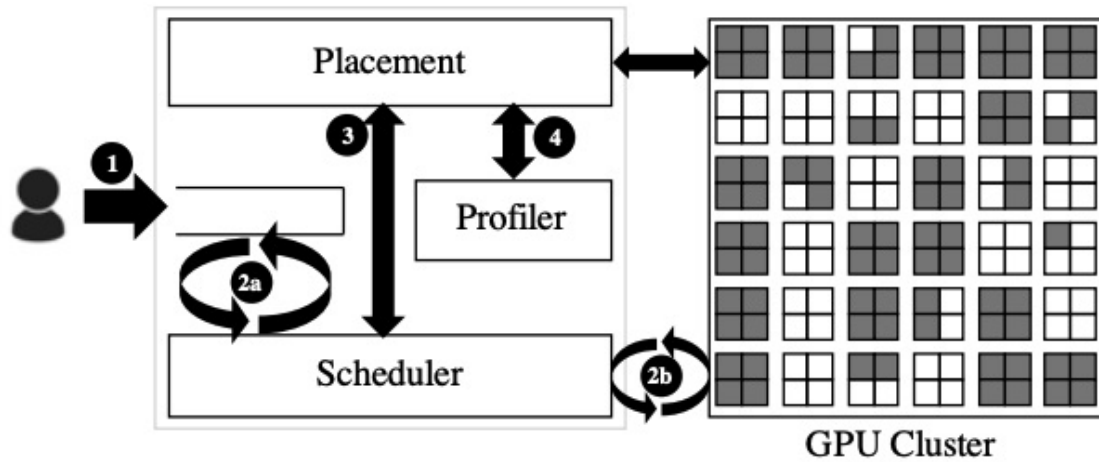 Placement
3
4
1
Profiler
2a
Scheduler
2b
GPU Cluster